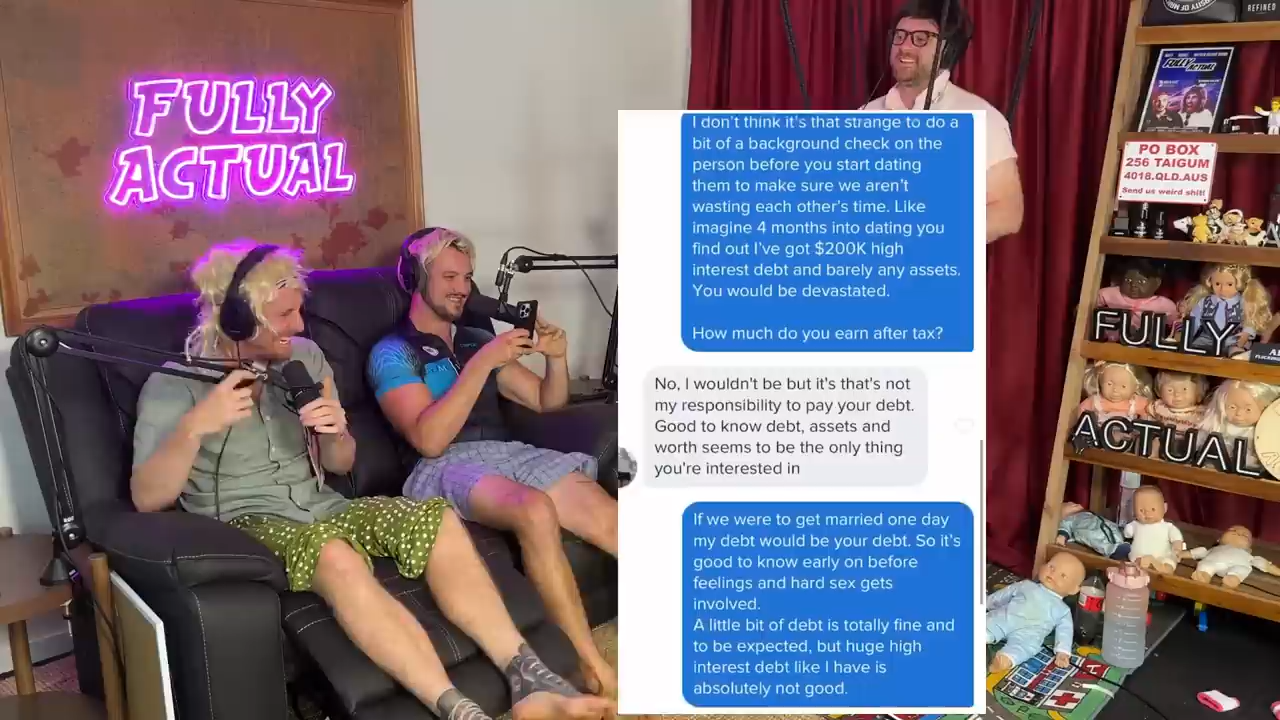 FULLY
ACTUAL
I don't think it's that strange to do a
bit of a background check on the
person before you start dating
them to make sure we aren't
wasting each other's time. Like
imagine 4 months into dating you
find out I've got $200K high
interest debt and barely any assets.
You would be devastated.
How much do you earn after tax?
No, I wouldn't be but it's that's not
my responsibility to pay your debt.
Good to know debt, assets and
worth seems to be the only thing
you're interested in
If we were to get married one day
my debt would be your debt. So it's
good to know early on before
feelings and hard sex gets
involved.
A little bit of debt is totally fine and
to be expected, but huge high
interest debt like I have is
absolutely not good.
REFINED
FULLY
ACTUAL
PO BOX
256 TAIGUM
4018.QLD.AUS
Send us weird shit!
FULLY
ACTUAL